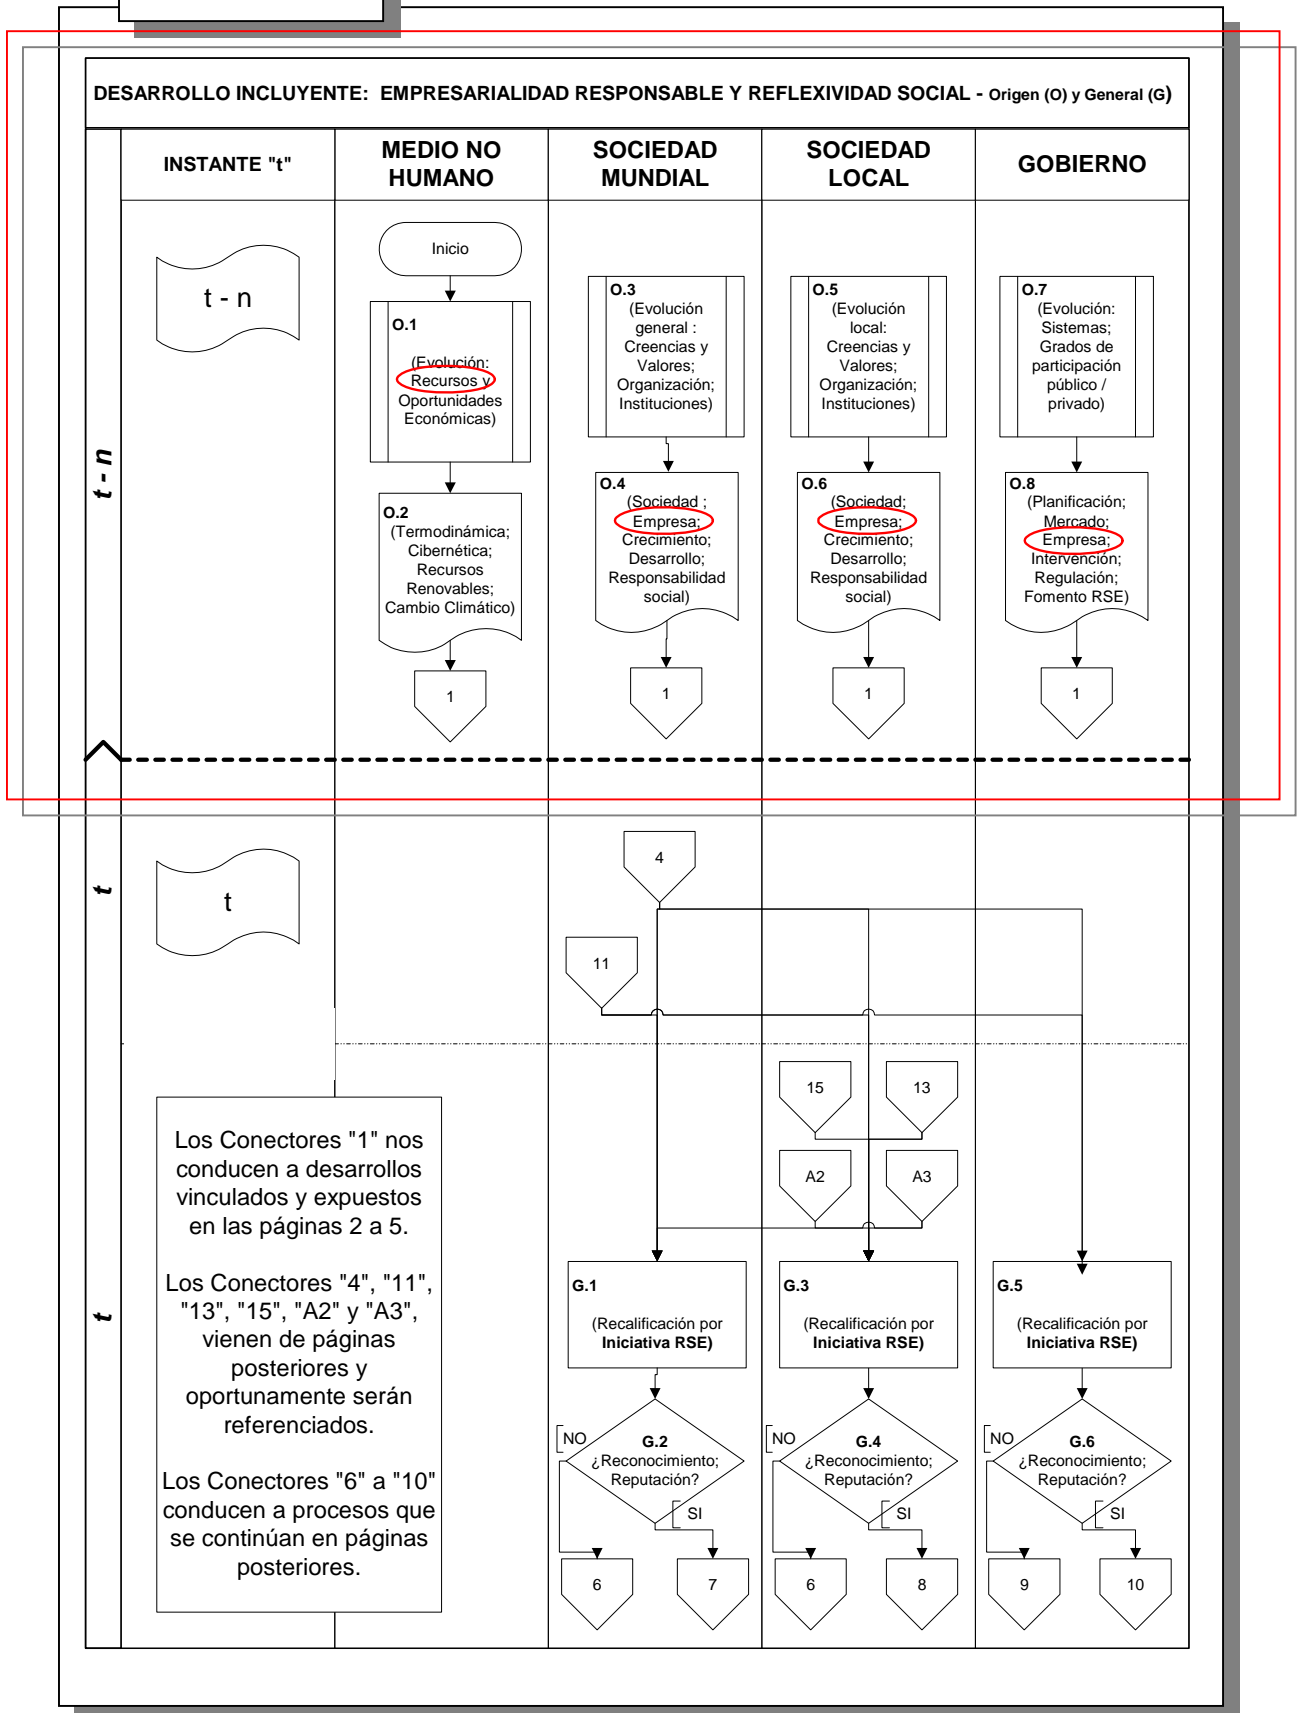 DESARROLLO INCLUYENTE: EMPRESARIALIDAD RESPONSABLE Y REFLEXIVIDAD SOCIAL - Origen (O) y General (G)
INSTANTE "t"
MEDIO NO
HUMANO
SOCIEDAD
MUNDIAL
SOCIEDAD
LOCAL
GOBIERNO
t - n
t - n
Inicio
O.1
(Evolución:
Recursos y
Oportunidades
Económicas)
O.2
(Termodinámica;
Cibernética;
Recursos
Renovables;
Cambio Climático)
1
O.3
(Evolución
general :
Creencias y
Valores;
Organización;
Instituciones)
O.4
(Sociedad ;
Empresa;
Crecimiento;
Desarrollo;
Responsabilidad
social)
1
O.5
(Evolución
local:
Creencias y
Valores;
Organización;
Instituciones)
O.6
(Sociedad;
Empresa;
Crecimiento;
Desarrollo;
Responsabilidad
social)
1
O.7
(Evolución:
Sistemas;
Grados de
participación
público /
privado)
O.8
(Planificación;
Mercado;
Empresa;
Intervención;
Regulación;
Fomento RSE)
1
t
t
4
11
15
13
A2
A3
t
Los Conectores "1" nos
conducen a desarrollos
vinculados y expuestos
en las páginas 2 a 5.
Los Conectores "4", "11",
"13", "15", "A2" y "A3",
vienen de páginas
posteriores y
oportunamente serán
referenciados.
Los Conectores "6" a "10"
conducen a procesos que
se continúan en páginas
posteriores.
G.1
(Recalificación por
Iniciativa RSE)
NO
G.2
¿Reconocimiento;
Reputación?
SI
6
7
G.3
(Recalificación por
Iniciativa RSE)
NO
G.4
¿Reconocimiento;
Reputación?
SI
6
8
G.5
(Recalificación por
Iniciativa RSE)
NO
G.6
¿Reconocimiento;
Reputación?
SI
9
10